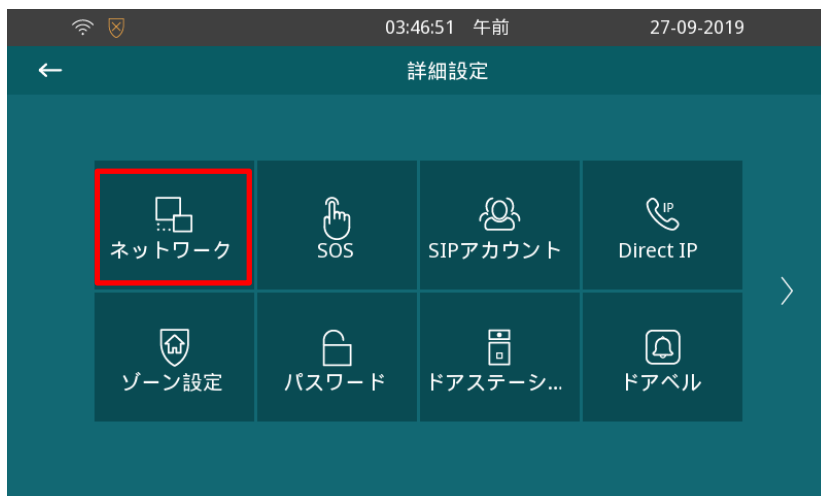 03:46:51 午前 27-09-2019
詳細設定
ネットワーク SOS SIPアカウント IP Direct IP
ゾーン設定 パスワード ドアステーシ... ドアベル